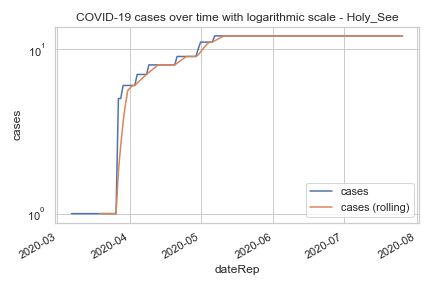 COVID-19 cases over time with logarithmic scale - Holy_See
cases
10¹
10⁰
cases
cases (rolling)
2020-03
2020-04
2020-05
2020-06
2020-07
2020-08
dateRep